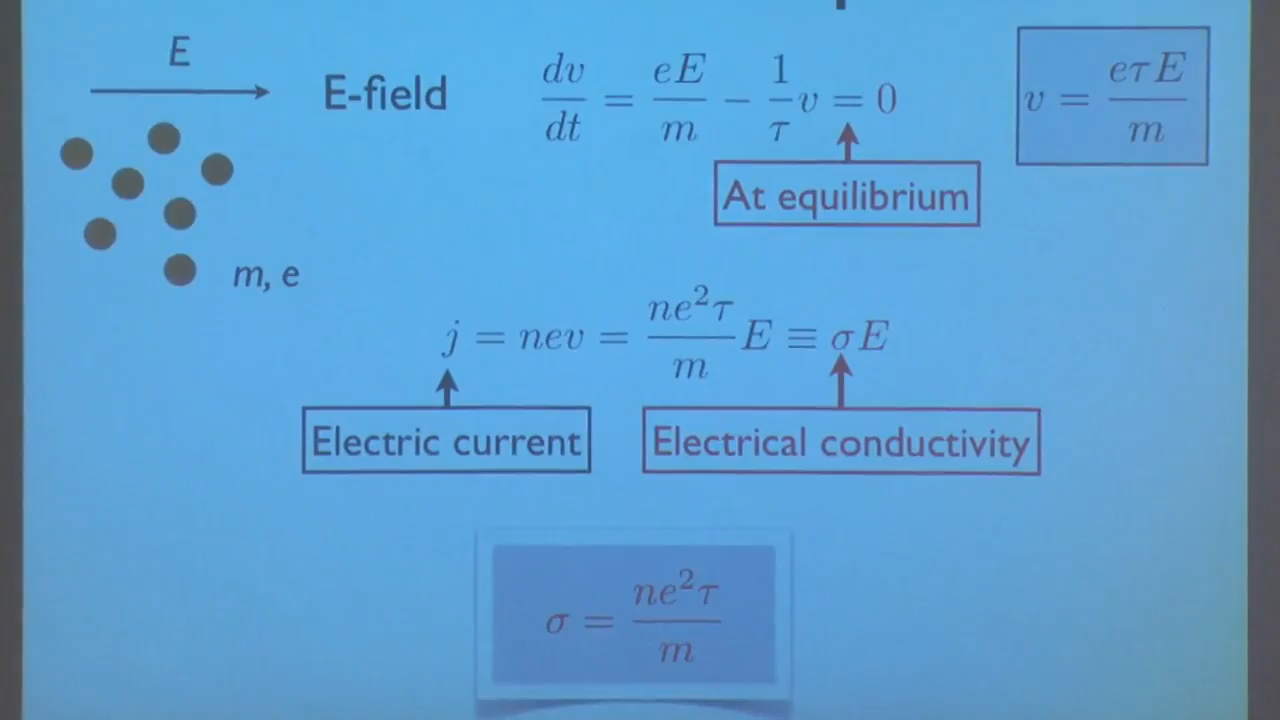 E
E-field
dv/dt = eE/m − 1/τ v = 0
v = eτE/m
At equilibrium
m, e
j = nev = ne²τ/m E ≡ σE
Electric current
Electrical conductivity
σ = ne²τ/m